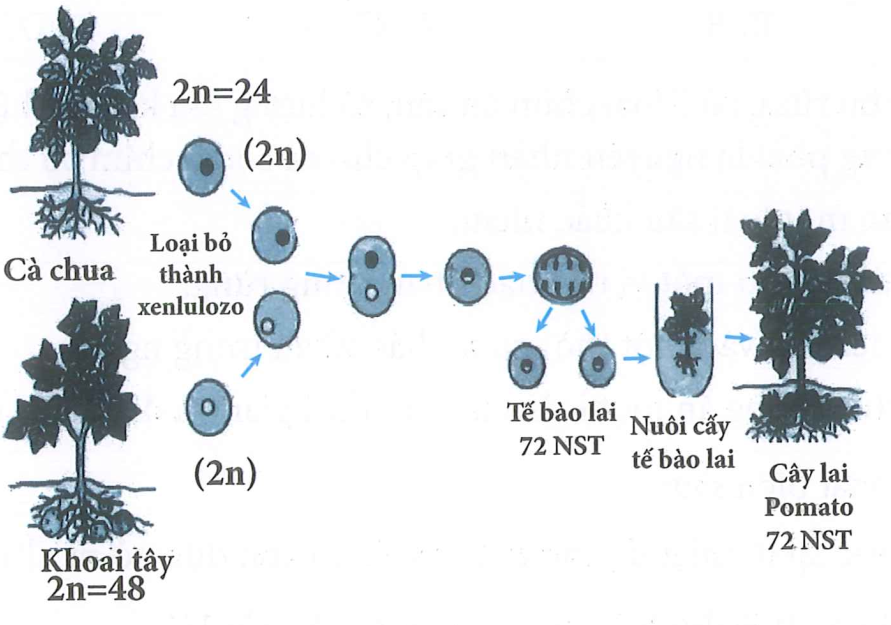 2n=24
(2n)
Cà chua
Loại bỏ
thành
xenlulozo
(2n)
Khoai tây
2n=48
Tế bào lai
72 NST
Nuôi cấy
tế bào lai
Cây lai
Pomato
72 NST